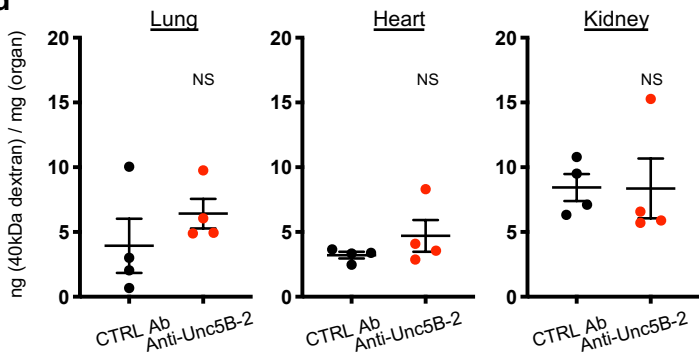 Lung Heart Kidney
ng (40kDa dextran) / mg (organ)
20 20 20
NS NS NS
15 15 15
10 10 10
5 5 5
0 0 0
CTRL Ab CTRL Ab CTRL Ab
Anti-Unc5B-2 Anti-Unc5B-2 Anti-Unc5B-2